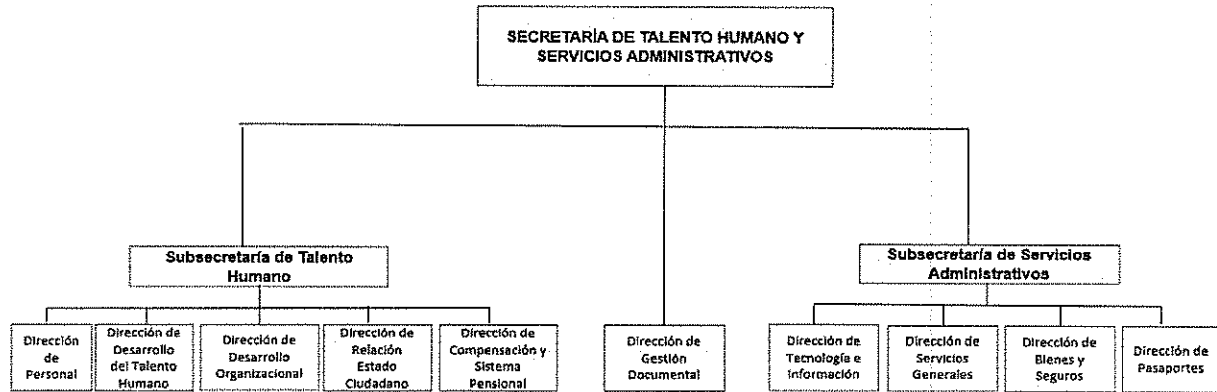 SECRETARÍA DE TALENTO HUMANO Y
SERVICIOS ADMINISTRATIVOS
Subsecretaría de Talento
Humano
Subsecretaría de Servicios
Administrativos
Dirección
de
Personal
Dirección de
Desarrollo
del Talento
Humano
Dirección de
Desarrollo
Organizacional
Dirección de
Relación
Estado
Ciudadano
Dirección de
Compensación y
Sistema
Pensional
Dirección de
Gestión
Documental
Dirección de
Tecnología e
Información
Dirección de
Servicios
Generales
Dirección de
Bienes y
Seguros
Dirección de
Pasaportes